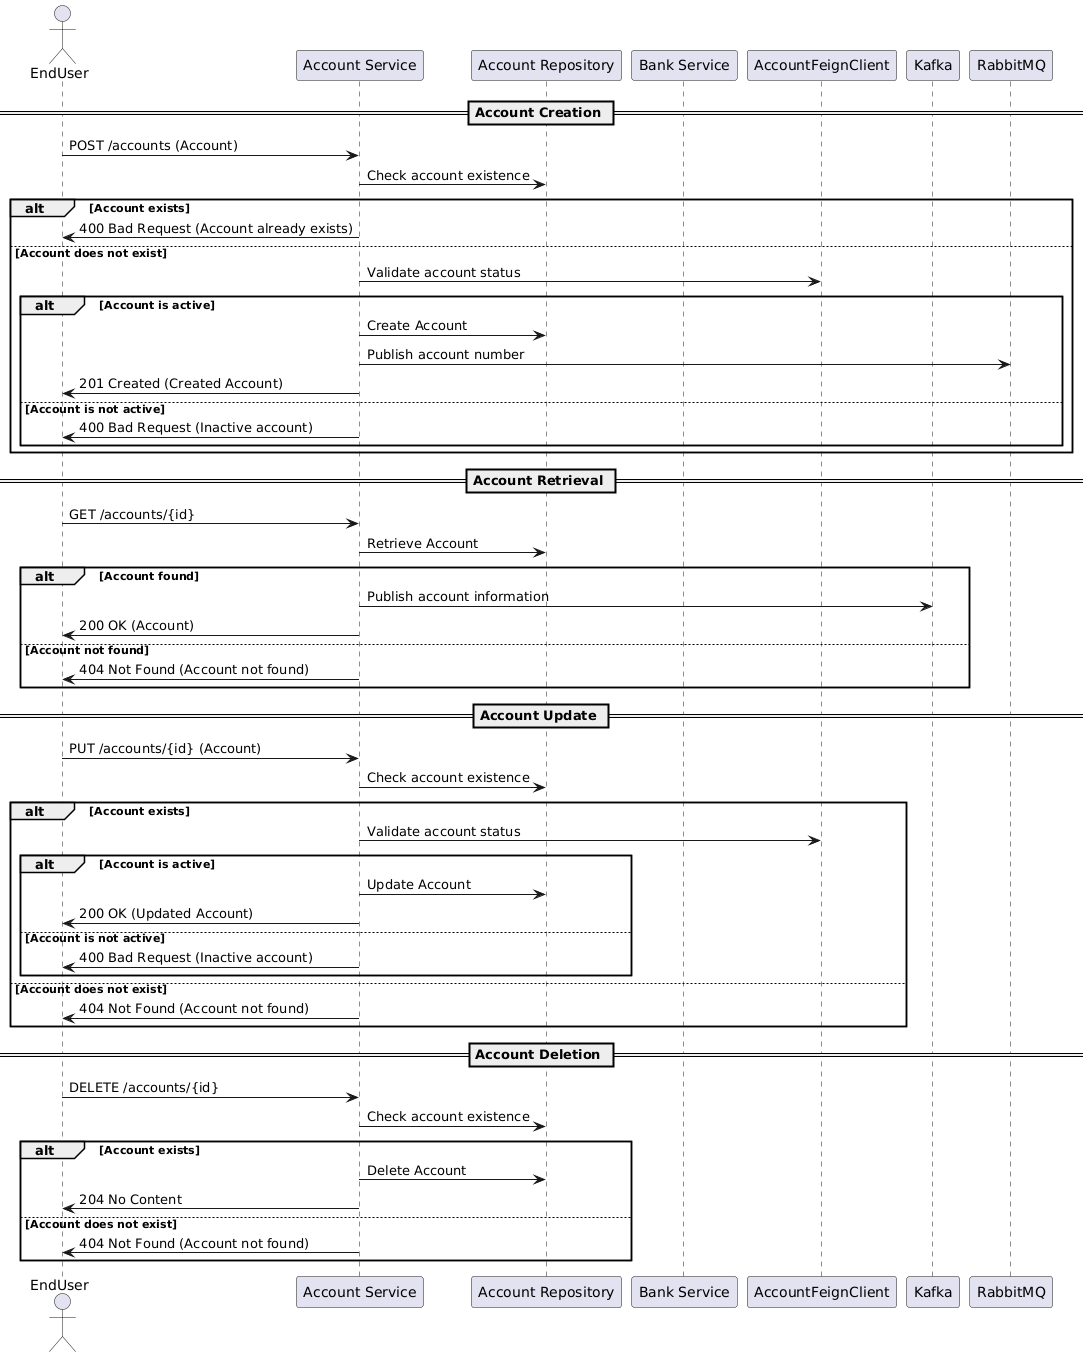 EndUser
Account Service
Account Repository
Bank Service
AccountFeignClient
Kafka
RabbitMQ
Account Creation
POST /accounts (Account)
Check account existence
alt [Account exists]
400 Bad Request (Account already exists)
[Account does not exist]
Validate account status
alt [Account is active]
Create Account
Publish account number
201 Created (Created Account)
[Account is not active]
400 Bad Request (Inactive account)
Account Retrieval
GET /accounts/{id}
Retrieve Account
alt [Account found]
Publish account information
200 OK (Account)
[Account not found]
404 Not Found (Account not found)
Account Update
PUT /accounts/{id} (Account)
Check account existence
alt [Account exists]
Validate account status
alt [Account is active]
Update Account
200 OK (Updated Account)
[Account is not active]
400 Bad Request (Inactive account)
[Account does not exist]
404 Not Found (Account not found)
Account Deletion
DELETE /accounts/{id}
Check account existence
alt [Account exists]
Delete Account
204 No Content
[Account does not exist]
404 Not Found (Account not found)
EndUser
Account Service
Account Repository
Bank Service
AccountFeignClient
Kafka
RabbitMQ